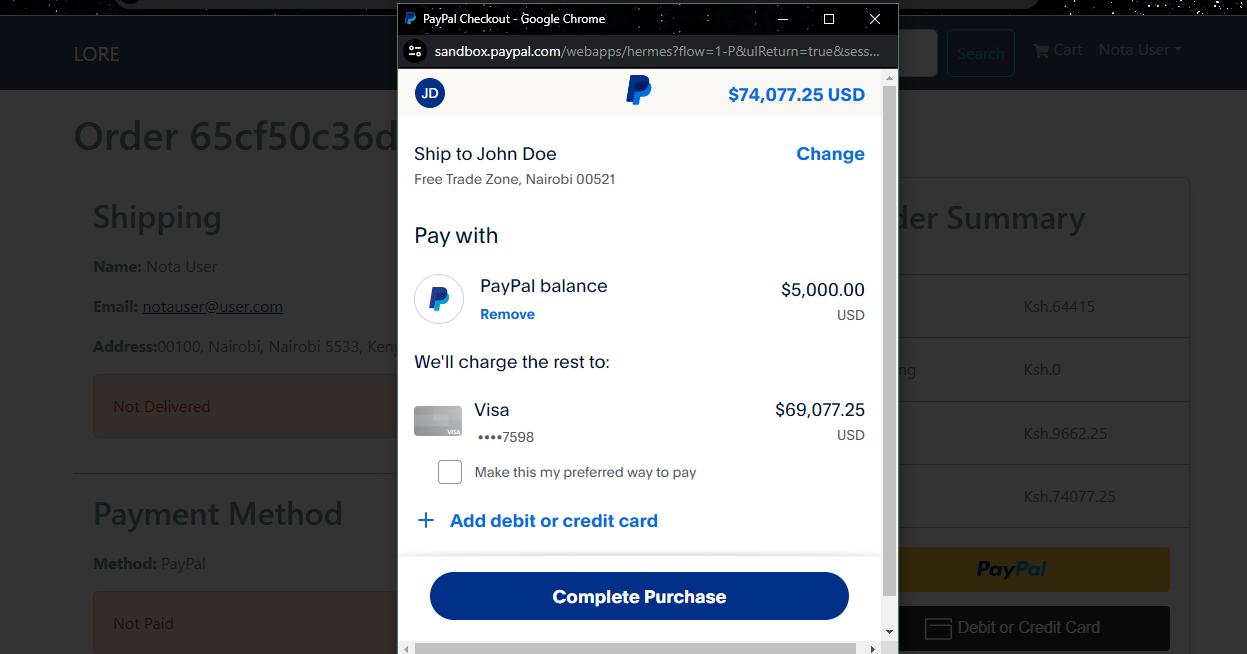 PayPal Checkout - Google Chrome
sandbox.paypal.com/webapps/hermes?flow=1-P&ulReturn=true&sess...
LORE
Search
Cart
Nota User
JD
$74,077.25 USD
Order 65cf50c36d
Ship to John Doe
Change
Free Trade Zone, Nairobi 00521
Shipping
der Summary
Pay with
Name: Nota User
PayPal balance
$5,000.00
Remove
USD
Email: notauser@user.com
Ksh.64415
Address:00100, Nairobi, Nairobi 5533, Keny
We'll charge the rest to:
ng
Ksh.0
Not Delivered
Visa
$69,077.25
VISA
••••7598
USD
Ksh.9662.25
Make this my preferred way to pay
Ksh.74077.25
Payment Method
Add debit or credit card
Method: PayPal
PayPal
Complete Purchase
Not Paid
Debit or Credit Card